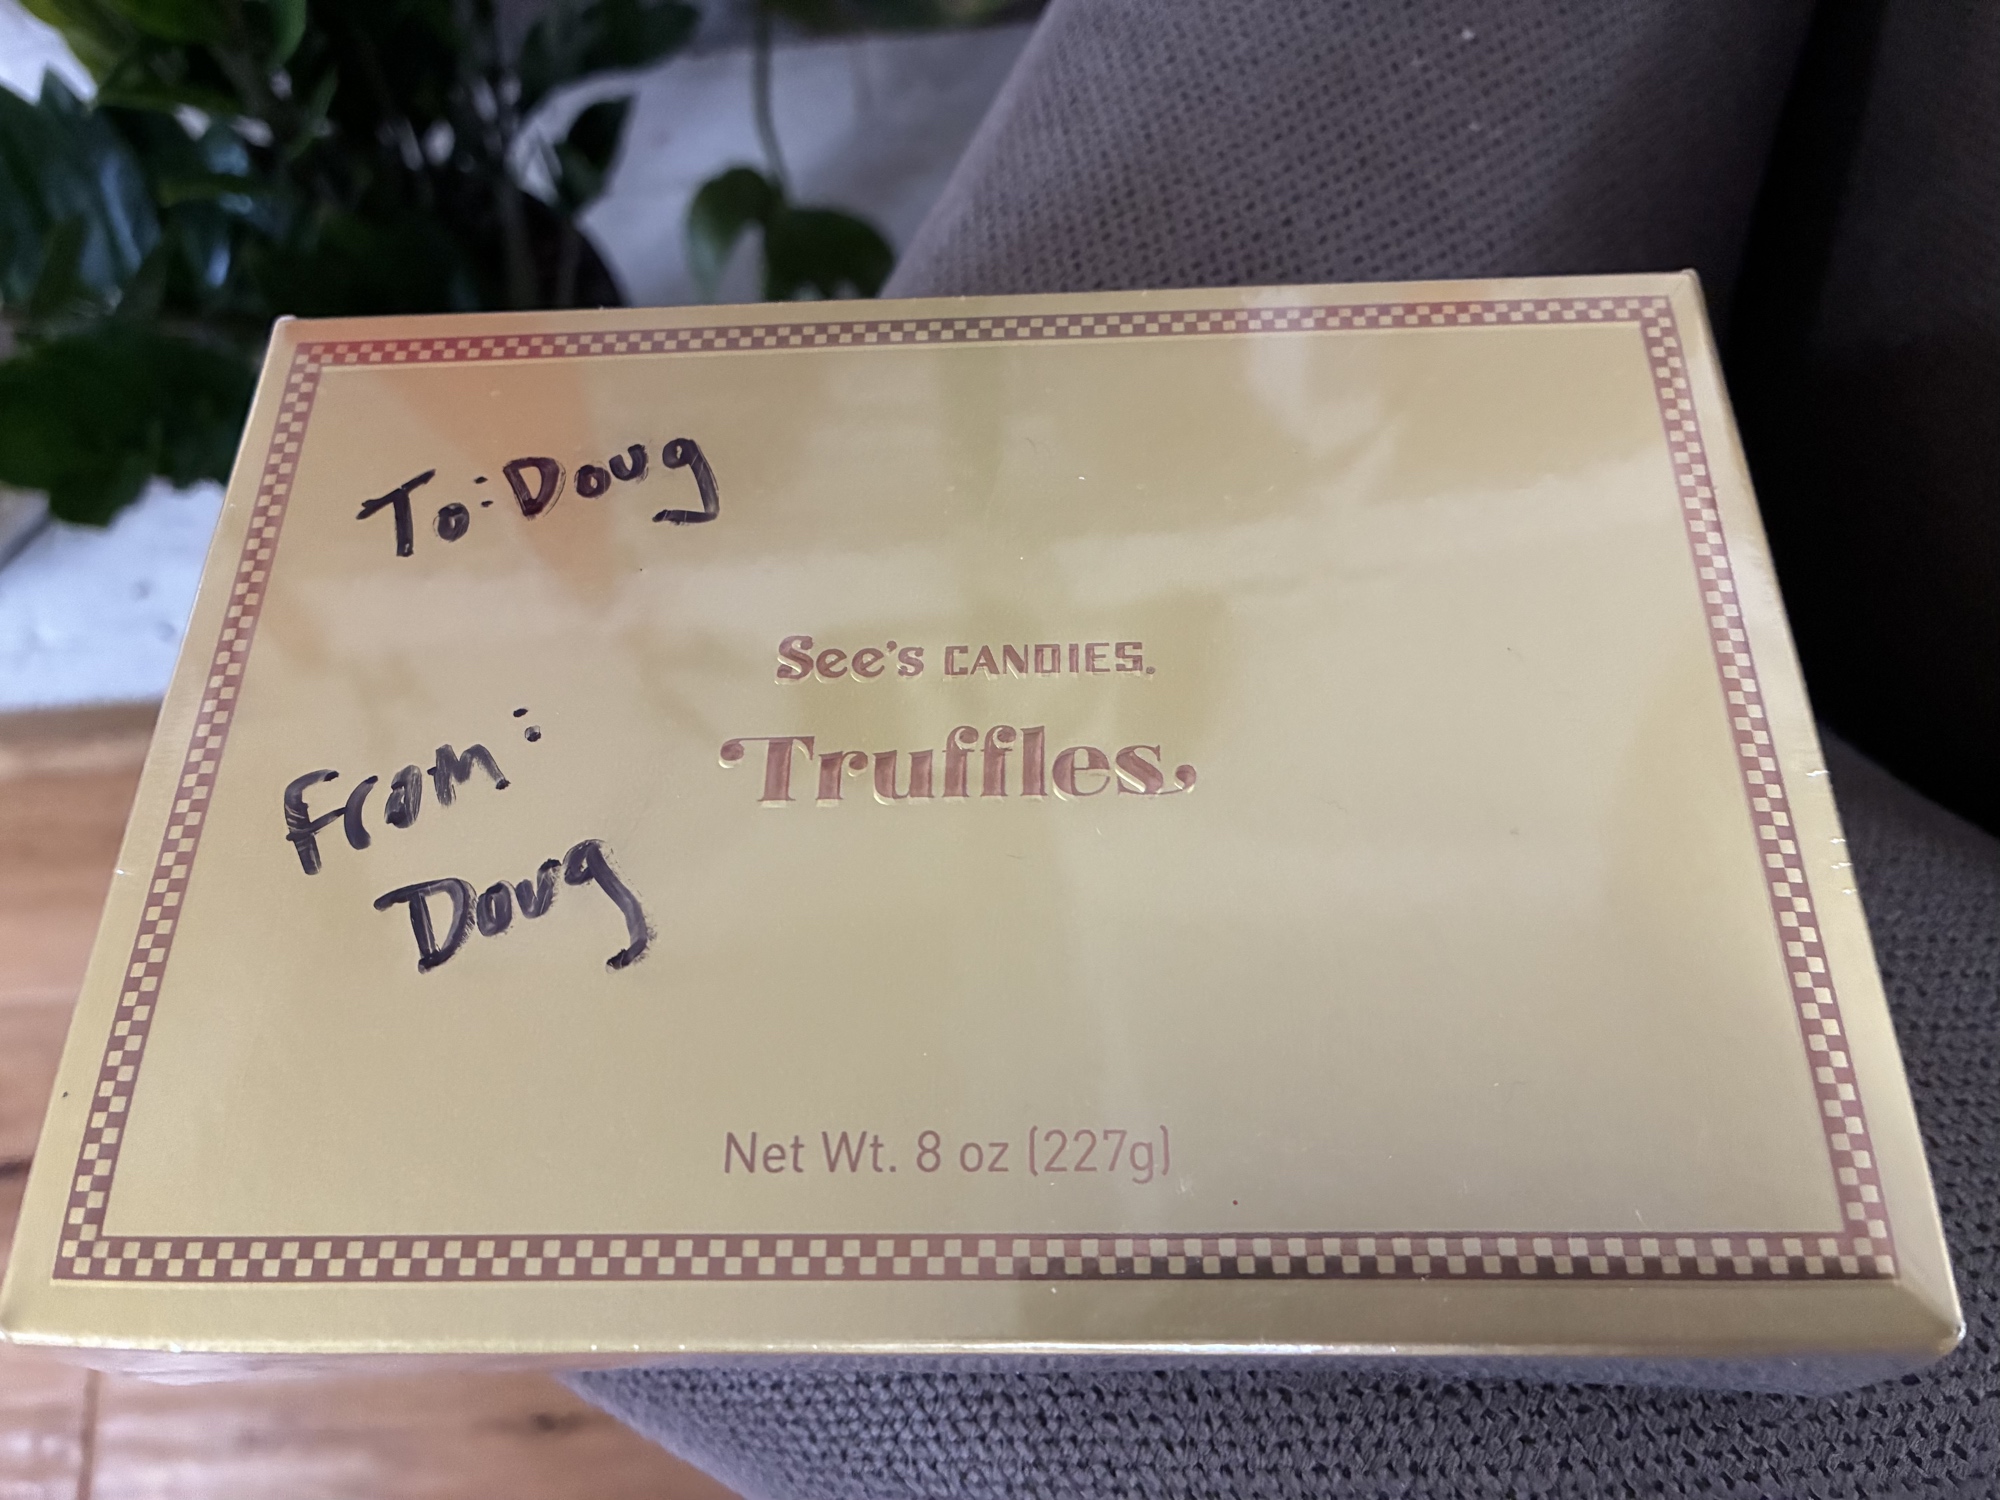 To: Doug
See's CANDIES.
Truffles
From:
Doug
Net Wt. 8 oz (227g)